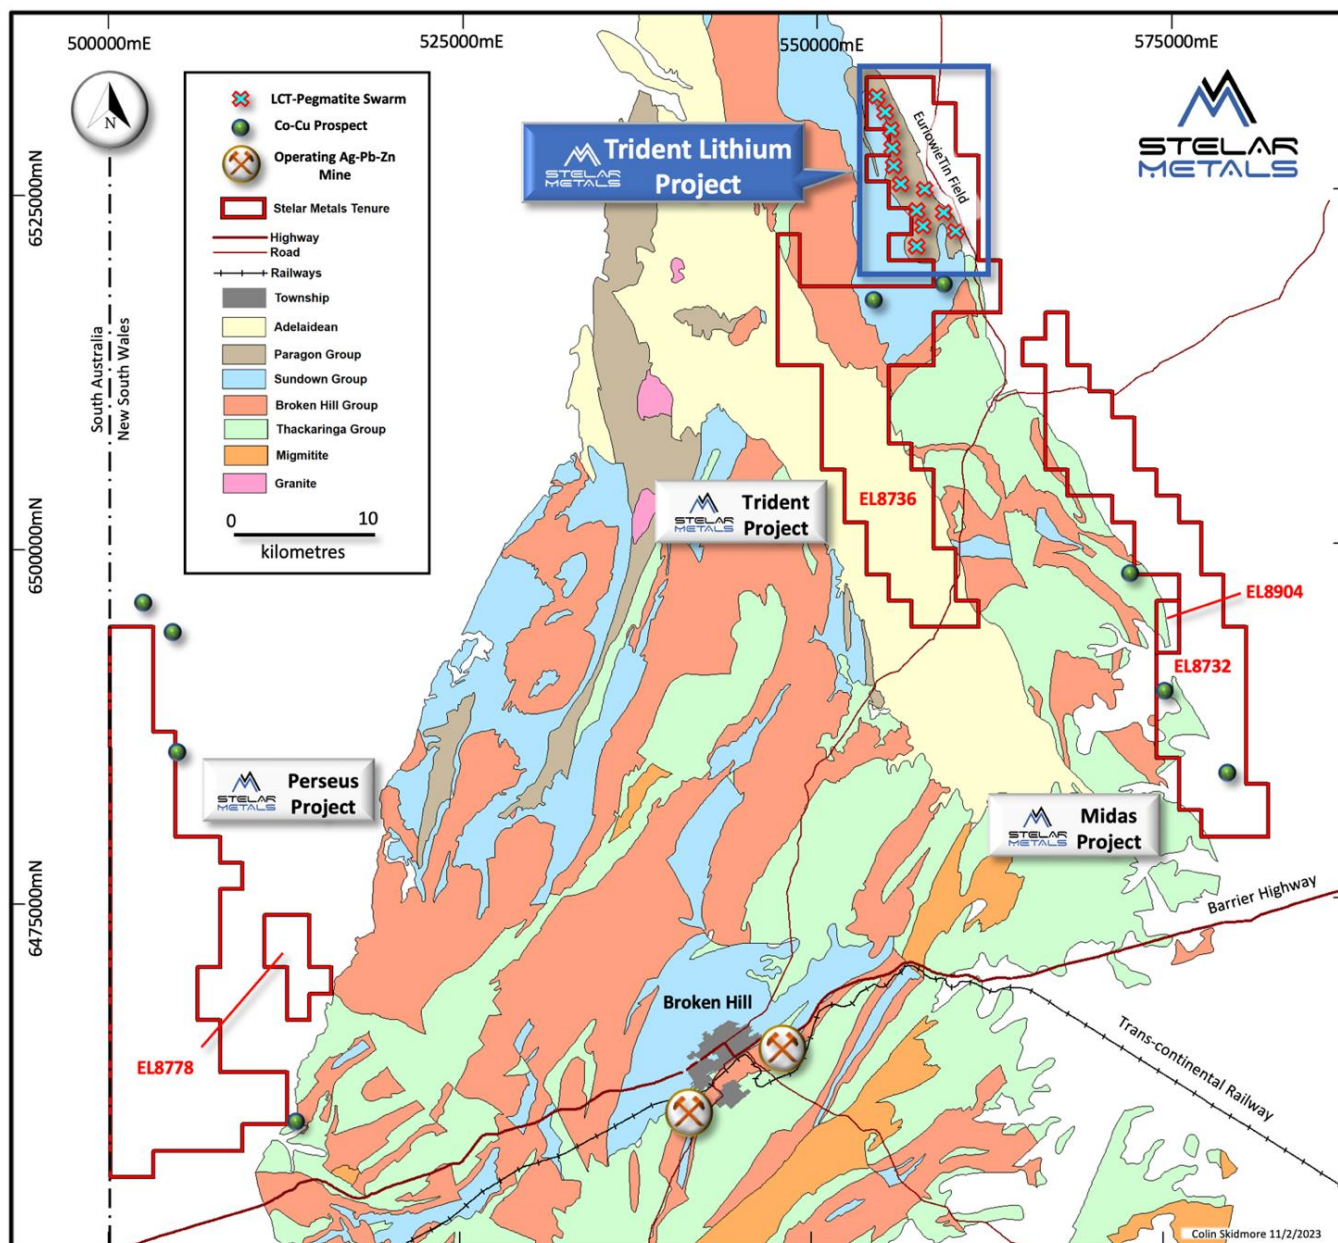 500000mE
525000mE
550000mE
575000mE
N
LCT-Pegmatite Swarm
Co-Cu Prospect
Operating Ag-Pb-Zn
Mine
Stelar Metals Tenure
Highway
Road
Railways
Township
Adelaidean
Paragon Group
Sundown Group
Broken Hill Group
Thackaringa Group
Migmitite
Granite
0 10
kilometres
STELAR
METALS
Trident Lithium
Project
EuriowieTin Field
STELAR
METALS
6525000mN
6500000mN
6475000mN
South Australia
New South Wales
STELAR
METALS
Trident
Project
EL8736
EL8904
EL8732
STELAR
METALS
Perseus
Project
STELAR
METALS
Midas
Project
Barrier Highway
Broken Hill
EL8778
Trans-continental
Railway
Colin Skidmore 11/2/2023